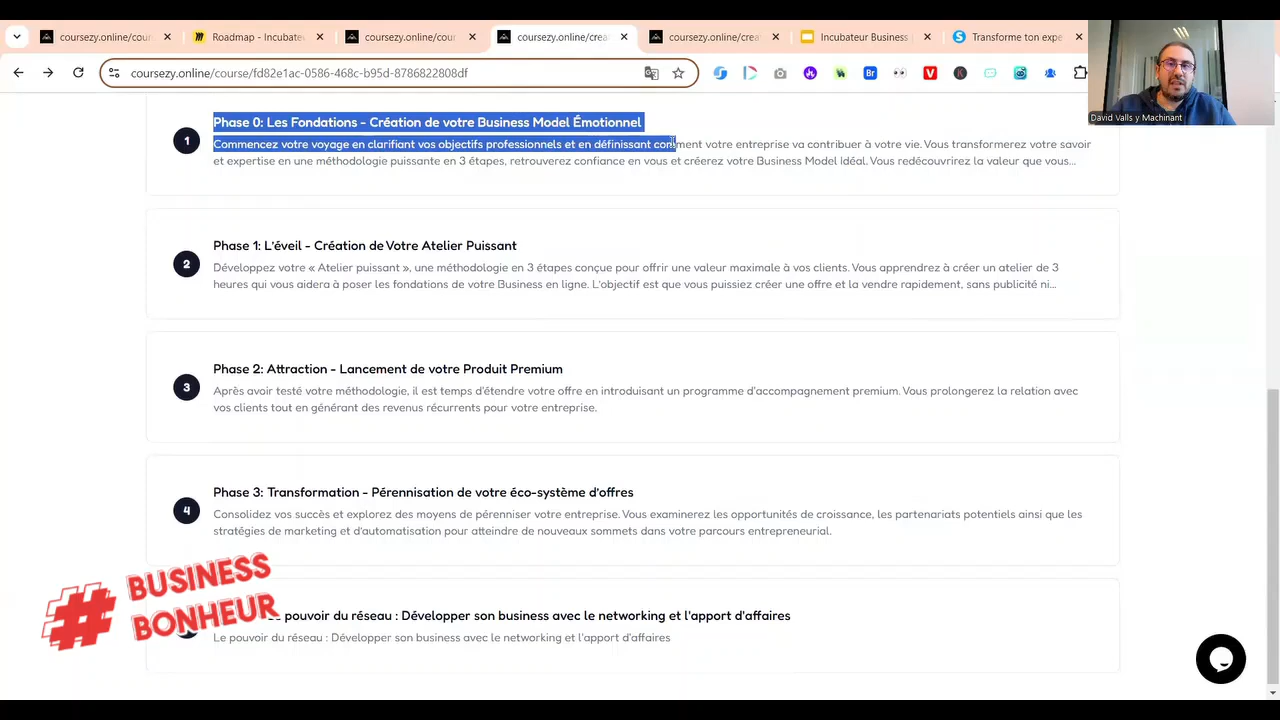 coursezy.online/cour
Roadmap - Incubate
coursezy.online/cour
coursezy.online/crea
coursezy.online/crea
Incubateur Business
Transforme ton expe
coursezy.online/course/fd82e1ac-0586-468c-b95d-8786822808df
David Valls y Machinant
1
Phase 0: Les Fondations - Création de votre Business Model Émotionnel
Commencez votre voyage en clarifiant vos objectifs professionnels et en définissant comment votre entreprise va contribuer à votre vie. Vous transformerez votre savoir
et expertise en une méthodologie puissante en 3 étapes, retrouverez confiance en vous et créerez votre Business Model Idéal. Vous redécouvrirez la valeur que vous...
2
Phase 1: L'éveil - Création de Votre Atelier Puissant
Développez votre « Atelier puissant », une méthodologie en 3 étapes conçue pour offrir une valeur maximale à vos clients. Vous apprendrez à créer un atelier de 3
heures qui vous aidera à poser les fondations de votre Business en ligne. L'objectif est que vous puissiez créer une offre et la vendre rapidement, sans publicité ni...
3
Phase 2: Attraction - Lancement de votre Produit Premium
Après avoir testé votre méthodologie, il est temps d'étendre votre offre en introduisant un programme d'accompagnement premium. Vous prolongerez la relation avec
vos clients tout en générant des revenus récurrents pour votre entreprise.
4
Phase 3: Transformation - Pérennisation de votre éco-système d'offres
Consolidez vos succès et explorez des moyens de pérenniser votre entreprise. Vous examinerez les opportunités de croissance, les partenariats potentiels ainsi que les
stratégies de marketing et d'automatisation pour atteindre de nouveaux sommets dans votre parcours entrepreneurial.
# BUSINESS
BONHEUR
pouvoir du réseau : Développer son business avec le networking et l'apport d'affaires
Le pouvoir du réseau : Développer son business avec le networking et l'apport d'affaires